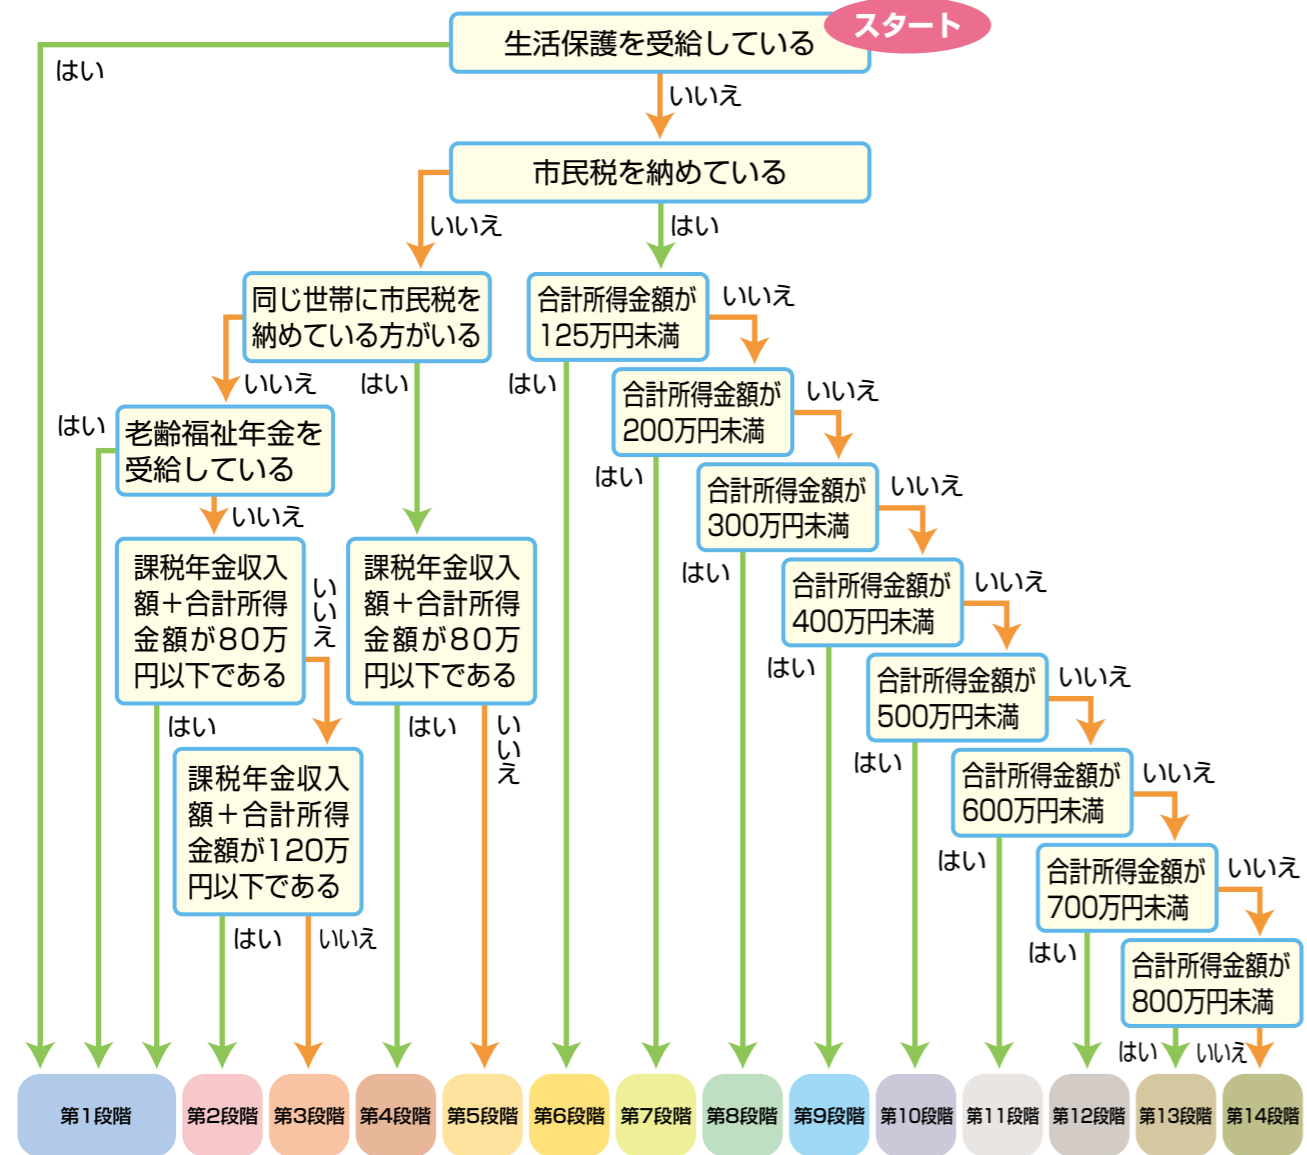 スタート
生活保護を受給している
はい
いいえ
市民税を納めている
いいえ
はい
同じ世帯に市民税を
納めている方がいる
合計所得金額が
125万円未満
いいえ
いいえ
はい
はい
合計所得金額が
200万円未満
いいえ
はい
老齢福祉年金を
受給している
はい
合計所得金額が
300万円未満
いいえ
いいえ
課税年金収入
額＋合計所得
金額が80万
円以下である
いいえ
課税年金収入
額＋合計所得
金額が80万
円以下である
はい
合計所得金額が
400万円未満
いいえ
はい
合計所得金額が
500万円未満
いいえ
はい
はい
いいえ
はい
合計所得金額が
600万円未満
いいえ
課税年金収入
額＋合計所得
金額が120万
円以下である
はい
合計所得金額が
700万円未満
いいえ
はい
いいえ
はい
合計所得金額が
800万円未満
はい
いいえ
第1段階
第2段階
第3段階
第4段階
第5段階
第6段階
第7段階
第8段階
第9段階
第10段階
第11段階
第12段階
第13段階
第14段階